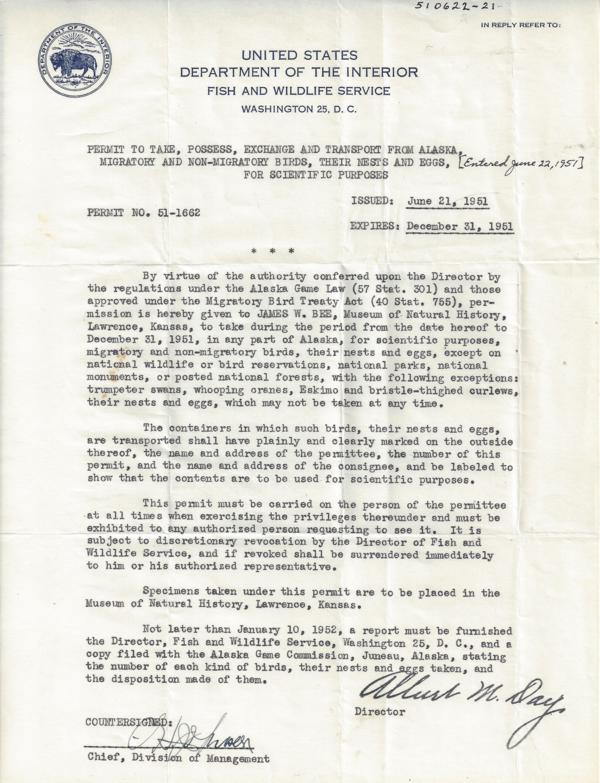 510622-21
IN REPLY REFER TO:
DEPARTMENT OF THE INTERIOR
UNITED STATES
DEPARTMENT OF THE INTERIOR
FISH AND WILDLIFE SERVICE
WASHINGTON 25, D. C.
PERMIT TO TAKE, POSSESS, EXCHANGE AND TRANSPORT FROM ALASKA,
MIGRATORY AND NON-MIGRATORY BIRDS, THEIR NESTS AND EGGS, [Entered June 22, 1951]
FOR SCIENTIFIC PURPOSES
ISSUED: June 21, 1951
PERMIT NO. 51-1662
EXPIRES: December 31, 1951
* * *
By virtue of the authority conferred upon the Director by
the regulations under the Alaska Game Law (57 Stat. 301) and those
approved under the Migratory Bird Treaty Act (40 Stat. 755), per-
mission is hereby given to JAMES W. BEE, Museum of Natural History,
Lawrence, Kansas, to take during the period from the date hereof to
December 31, 1951, in any part of Alaska, for scientific purposes,
migratory and non-migratory birds, their nests and eggs, except on
national wildlife or bird reservations, national parks, national
monuments, or posted national forests, with the following exceptions:
trumpeter swans, whooping cranes, Eskimo and bristle-thighed curlews,
their nests and eggs, which may not be taken at any time.
The containers in which such birds, their nests and eggs,
are transported shall have plainly and clearly marked on the outside
thereof, the name and address of the permittee, the number of this
permit, and the name and address of the consignee, and be labeled to
show that the contents are to be used for scientific purposes.
This permit must be carried on the person of the permittee
at all times when exercising the privileges thereunder and must be
exhibited to any authorized person requesting to see it. It is
subject to discretionary revocation by the Director of Fish and
Wildlife Service, and if revoked shall be surrendered immediately
to him or his authorized representative.
Specimens taken under this permit are to be placed in the
Museum of Natural History, Lawrence, Kansas.
Not later than January 10, 1952, a report must be furnished
the Director, Fish and Wildlife Service, Washington 25, D. C., and a
copy filed with the Alaska Game Commission, Juneau, Alaska, stating
the number of each kind of birds, their nests and eggs taken, and
the disposition made of them.
Albert M. Day
Director
COUNTERSIGNED:
Chief, Division of Management